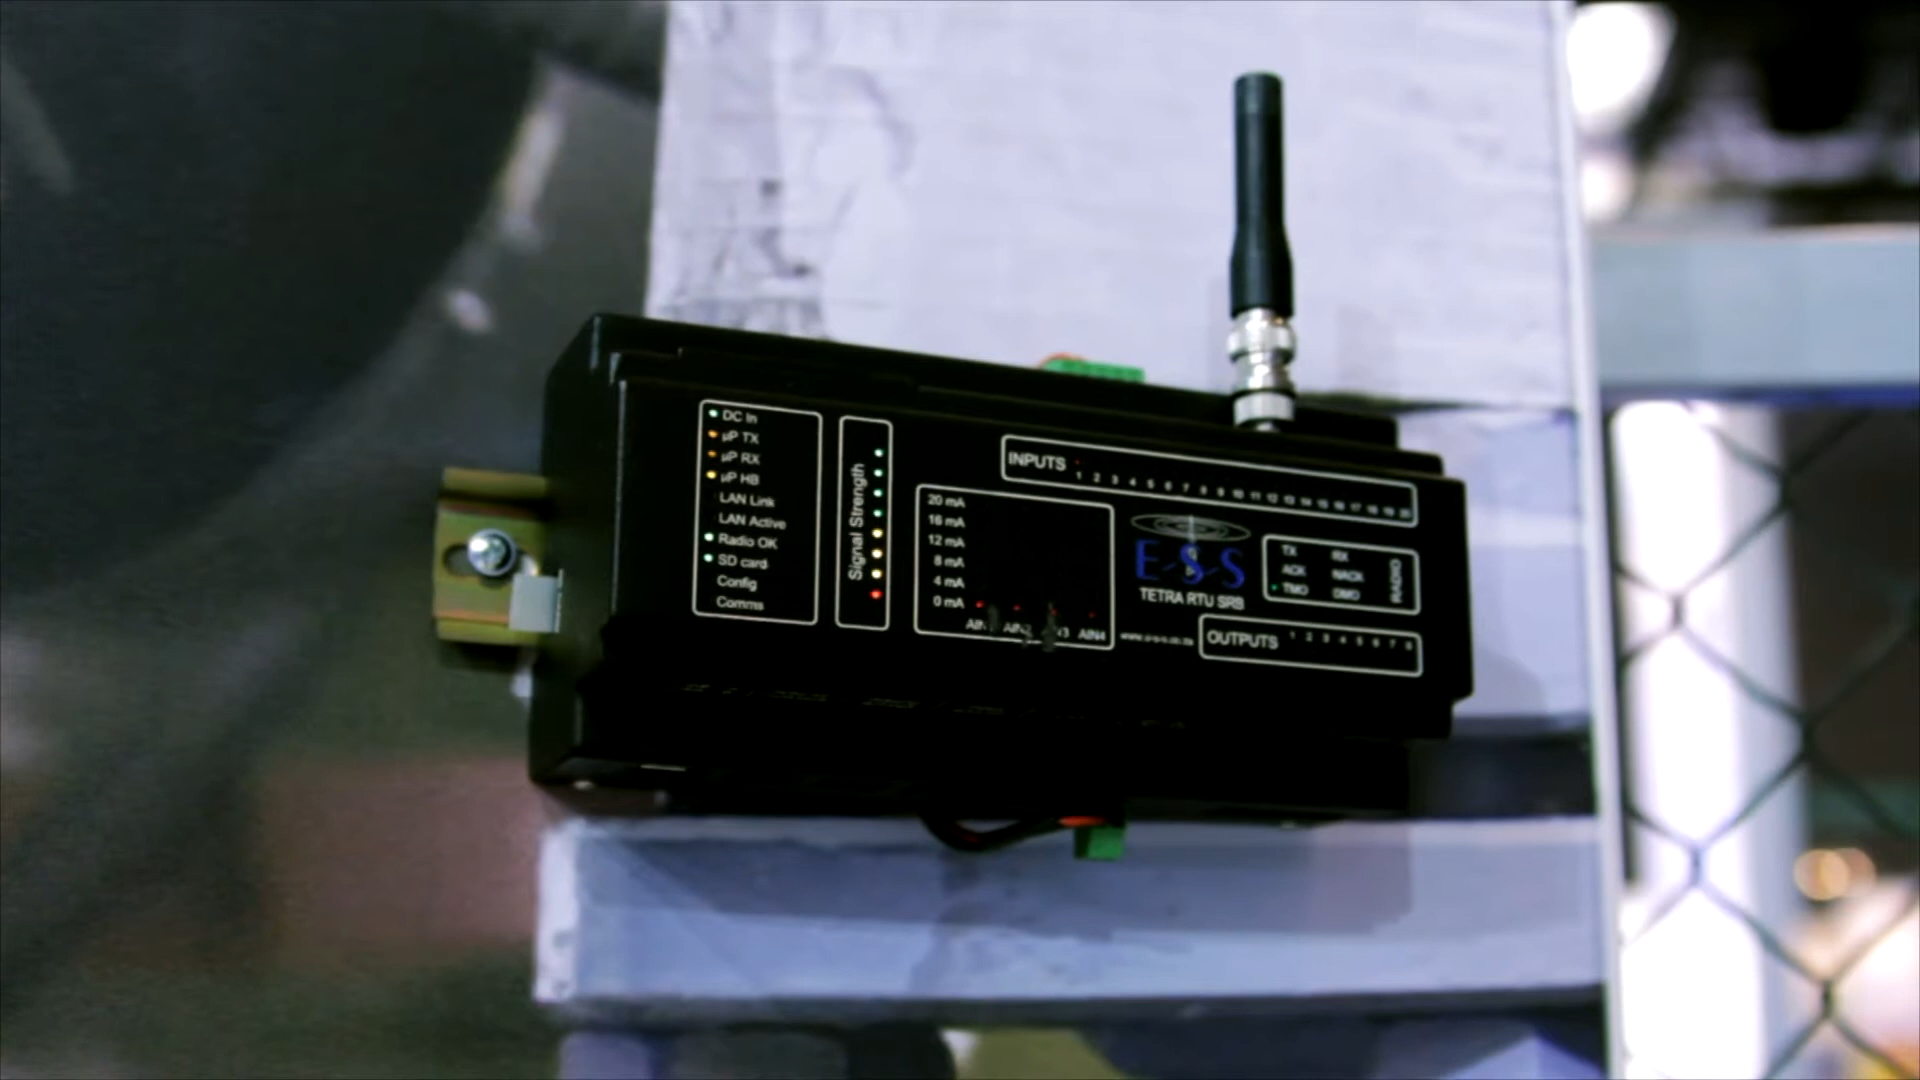 DC In
µP TX
µP RX
µP HB
LAN Link
LAN Active
Radio OK
SD card
Config
Comms
Signal Strength
INPUTS
1 2 3 4 5 6 7 8 9 10 11 12 13 14 15 16 17 18 19 20
20 mA
16 mA
12 mA
8 mA
4 mA
0 mA
AIN4
E-S-S
TETRA RTU SRS
TX RX
ACK NACK
TMO DMO
RADIO
OUTPUTS 1 2 3 4 5 6 7 8